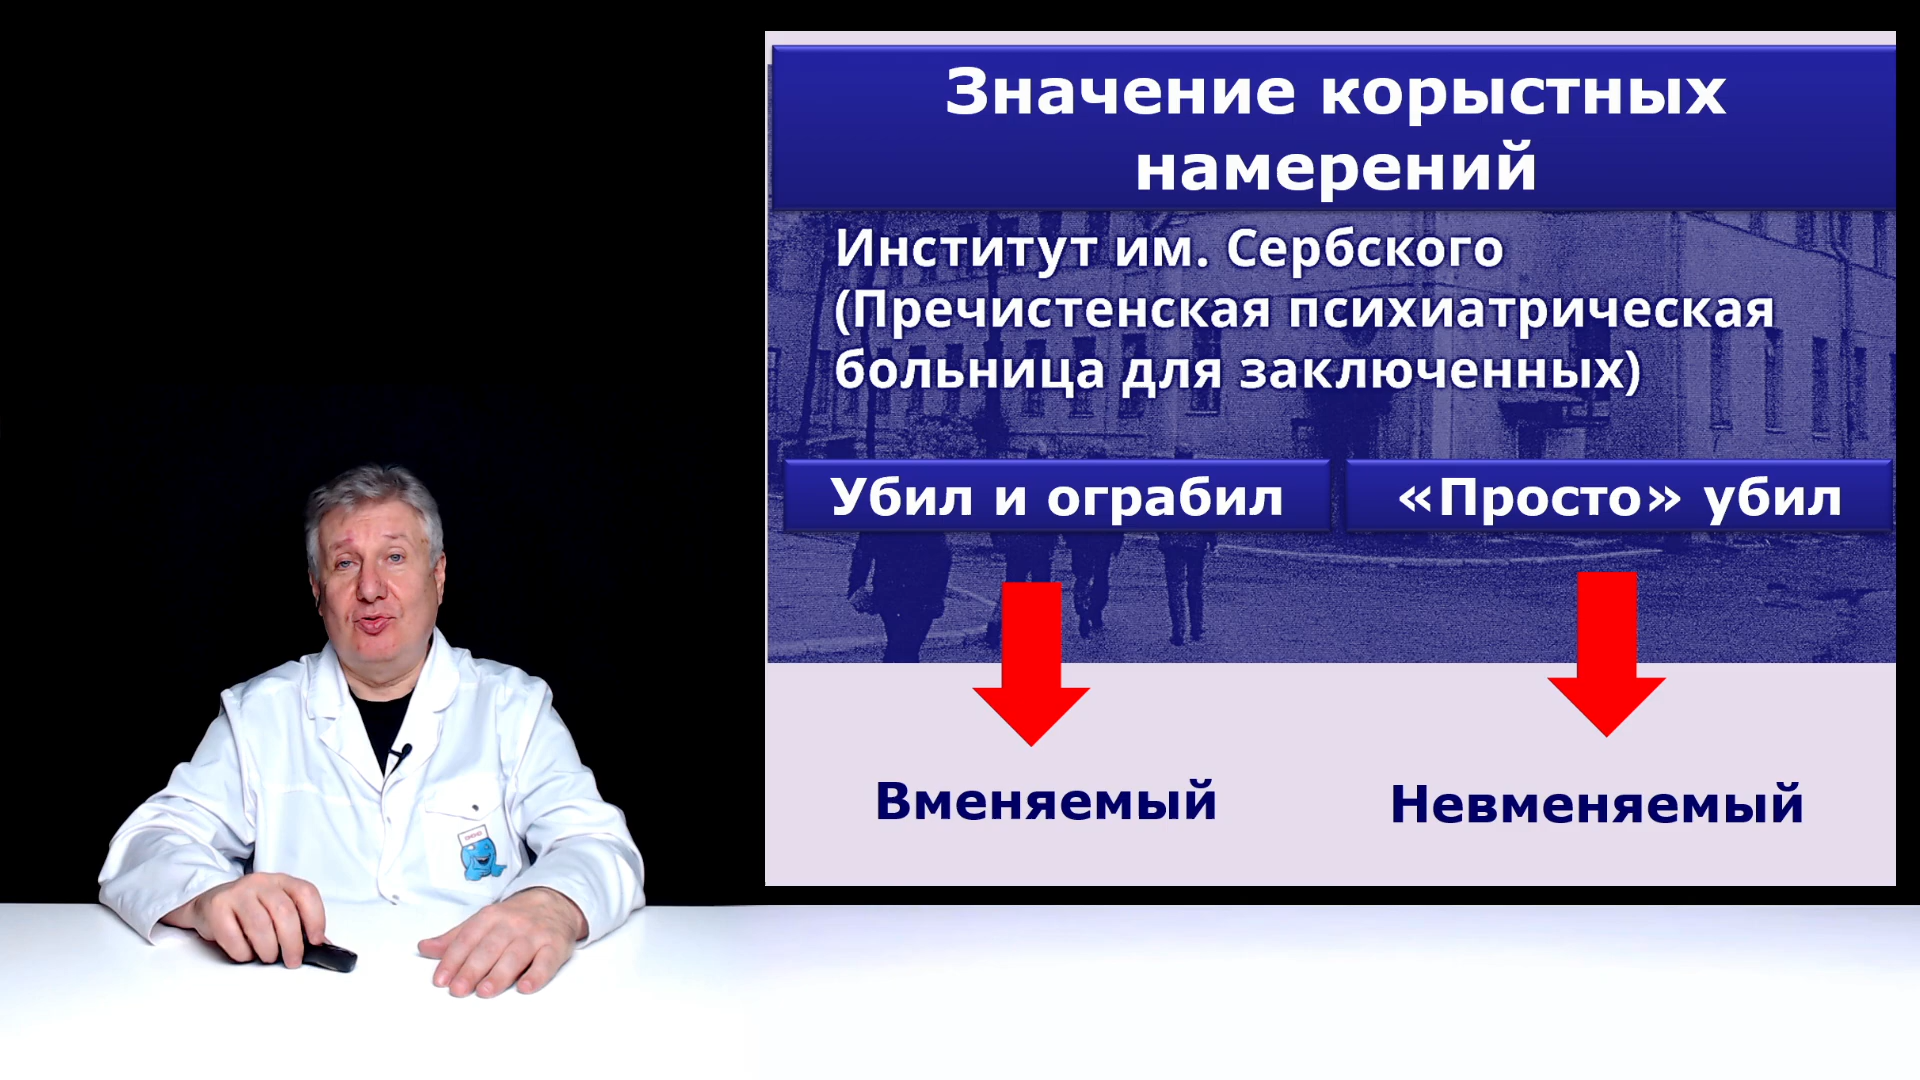 Значение корыстных
намерений
Институт им. Сербского
(Пречистенская психиатрическая
больница для заключенных)
Убил и ограбил
«Просто» убил
Вменяемый
Невменяемый